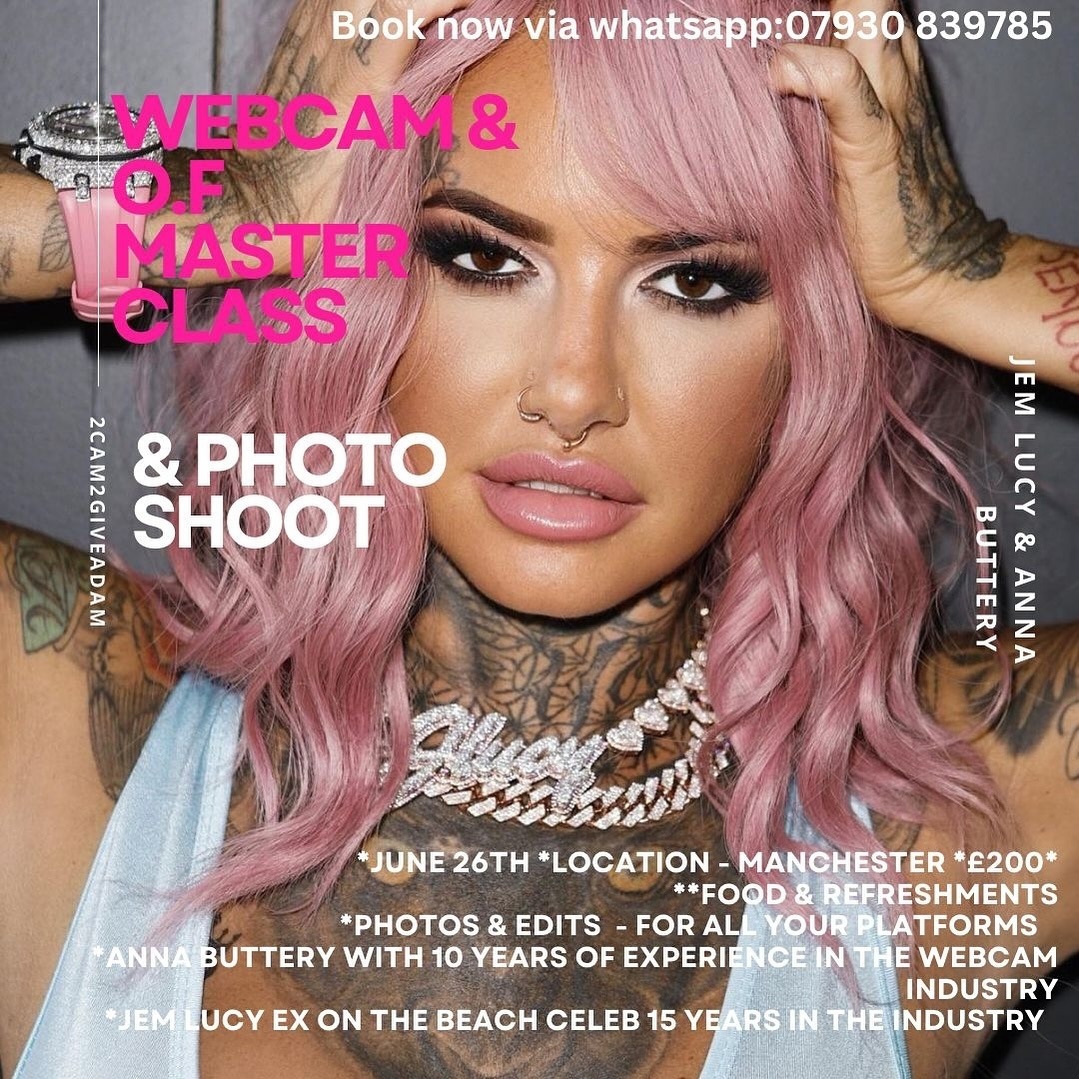 Book now via whatsapp:07930 839785
WEBCAM &
O.F
MASTER
CLASS
& PHOTO
SHOOT
2CAM2GIVEADAM
JEM LUCY & ANNA
BUTTERY
SERIOUS
Jlucy
*JUNE 26TH *LOCATION - MANCHESTER *£200*
**FOOD & REFRESHMENTS
*PHOTOS & EDITS - FOR ALL YOUR PLATFORMS
*ANNA BUTTERY WITH 10 YEARS OF EXPERIENCE IN THE WEBCAM
INDUSTRY
*JEM LUCY EX ON THE BEACH CELEB 15 YEARS IN THE INDUSTRY